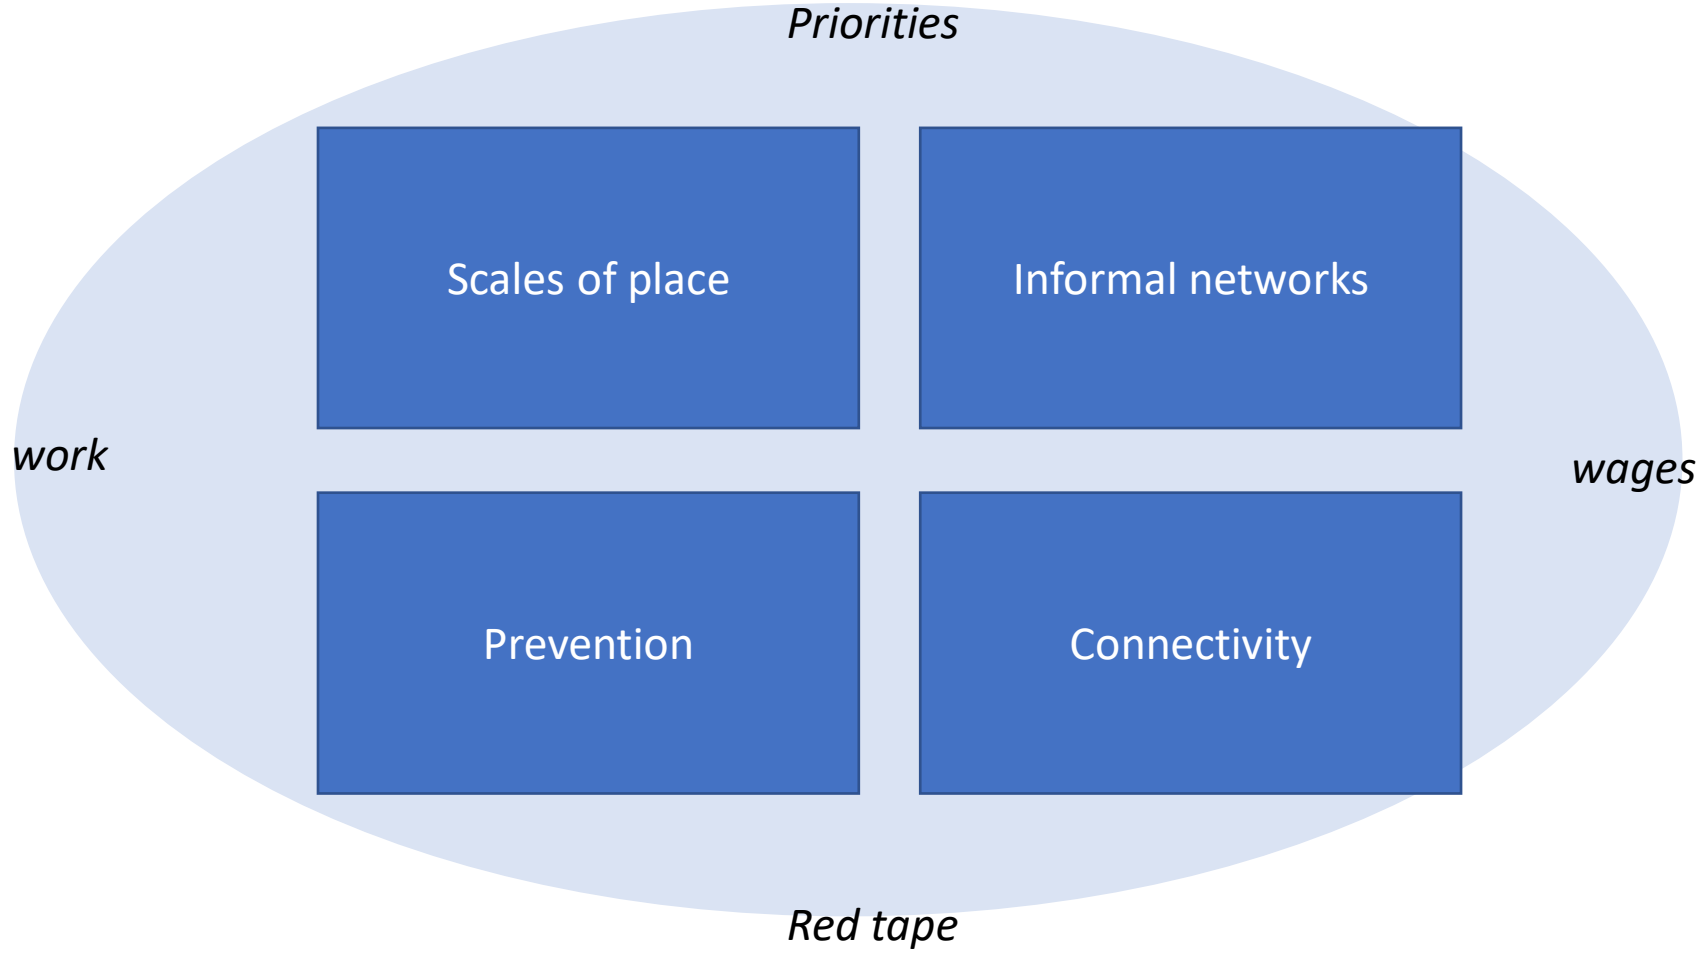 Priorities
Scales of place
Informal networks
work
wages
Prevention
Connectivity
Red tape